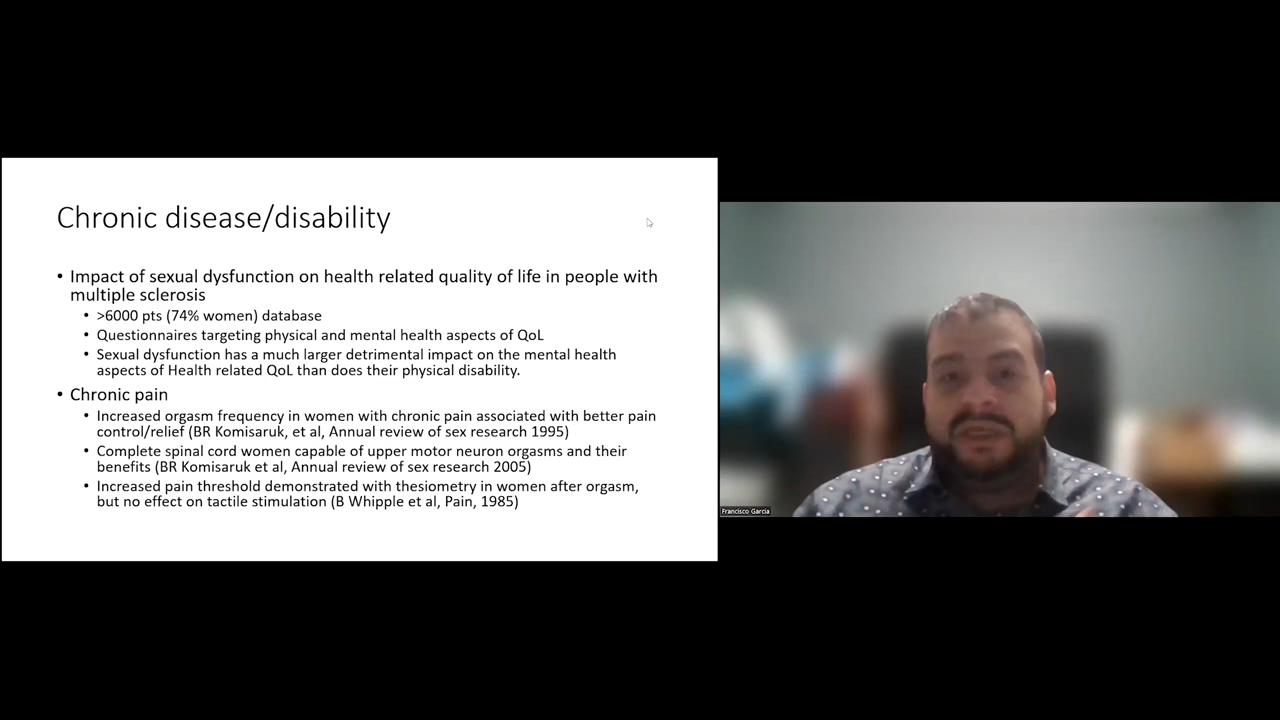 Chronic disease/disability
• Impact of sexual dysfunction on health related quality of life in people with
multiple sclerosis
• >6000 pts (74% women) database
• Questionnaires targeting physical and mental health aspects of QoL
• Sexual dysfunction has a much larger detrimental impact on the mental health
aspects of Health related QoL than does their physical disability.
• Chronic pain
• Increased orgasm frequency in women with chronic pain associated with better pain
control/relief (BR Komisaruk, et al, Annual review of sex research 1995)
• Complete spinal cord women capable of upper motor neuron orgasms and their
benefits (BR Komisaruk et al, Annual review of sex research 2005)
• Increased pain threshold demonstrated with thesiometry in women after orgasm,
but no effect on tactile stimulation (B Whipple et al, Pain, 1985)
Francisco Garcia